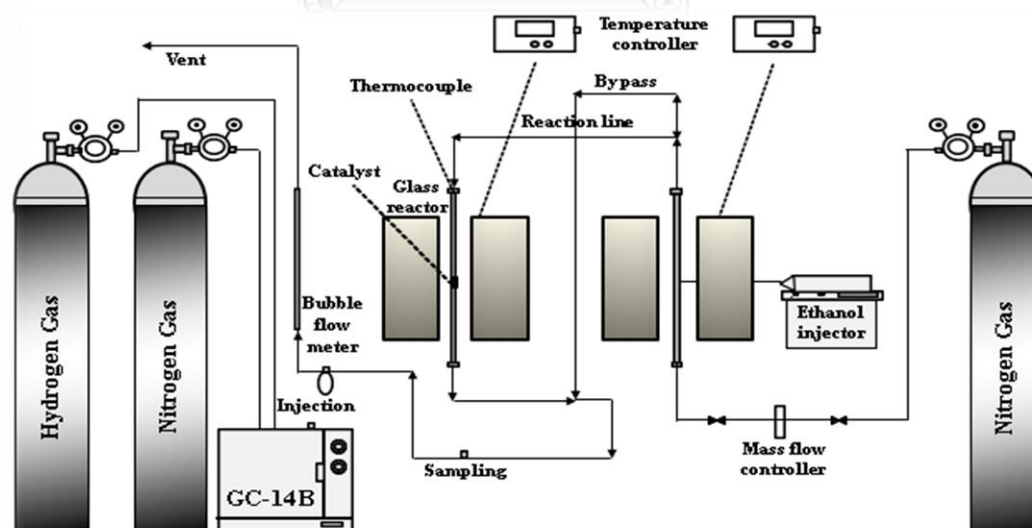 Temperature
controller
Vent
Thermocouple
Bypass
Reaction line
Catalyst
Glass
reactor
Bubble
flow
meter
Ethanol
injector
Injection
Mass flow
controller
Sampling
GC-14B
Hydrogen Gas
Nitrogen Gas
Nitrogen Gas